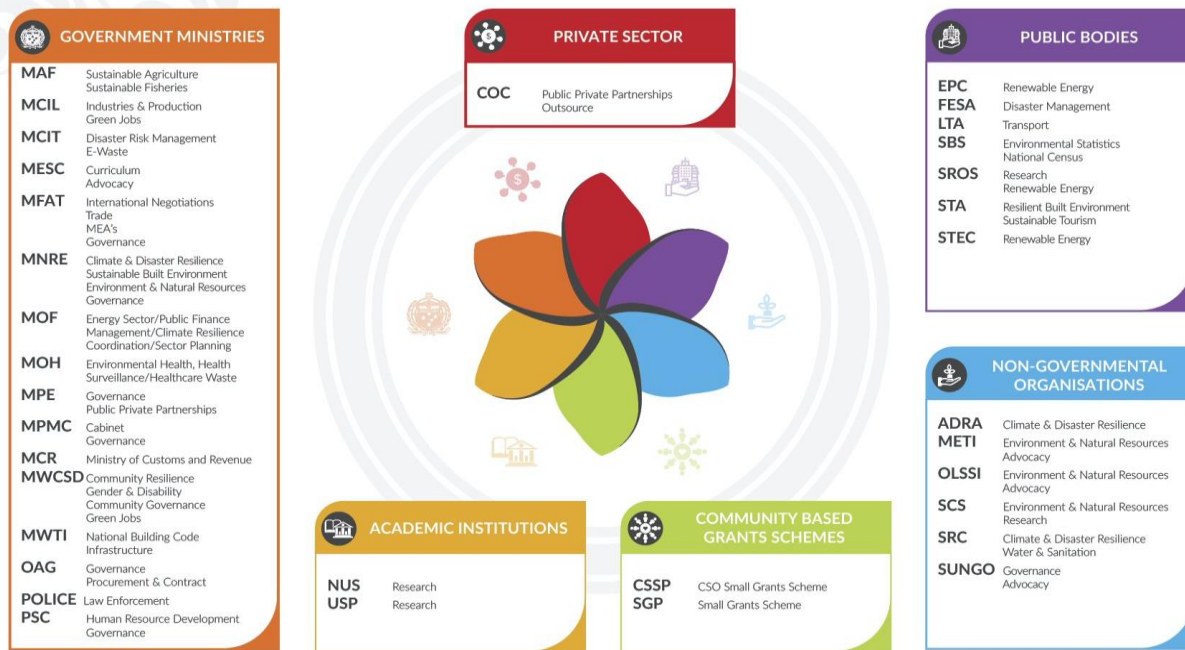 GOVERNMENT MINISTRIES
MAF Sustainable Agriculture
Sustainable Fisheries
MCIL Industries & Production
Green Jobs
MCIT Disaster Risk Management
E-Waste
MESC Curriculum
Advocacy
MFAT International Negotiations
Trade
MEA's
Governance
MNRE Climate & Disaster Resilience
Sustainable Built Environment
Environment & Natural Resources
Governance
MOF Energy Sector/Public Finance
Management/Climate Resilience
Coordination/Sector Planning
MOH Environmental Health, Health
Surveillance/Healthcare Waste
MPE Governance
Public Private Partnerships
MPMC Cabinet
Governance
MCR Ministry of Customs and Revenue
MWCSD Community Resilience
Gender & Disability
Community Governance
Green Jobs
MWTI National Building Code
Infrastructure
OAG Governance
Procurement & Contract
POLICE Law Enforcement
PSC Human Resource Development
Governance
PRIVATE SECTOR
COC Public Private Partnerships
Outsource
PUBLIC BODIES
EPC Renewable Energy
FESA Disaster Management
LTA Transport
SBS Environmental Statistics
National Census
SROS Research
Renewable Energy
STA Resilient Built Environment
Sustainable Tourism
STEC Renewable Energy
NON-GOVERNMENTAL
ORGANISATIONS
ADRA Climate & Disaster Resilience
METI Environment & Natural Resources
Advocacy
OLSSI Environment & Natural Resources
Advocacy
SCS Environment & Natural Resources
Research
SRC Climate & Disaster Resilience
Water & Sanitation
SUNGO Governance
Advocacy
ACADEMIC INSTITUTIONS
NUS Research
USP Research
COMMUNITY BASED
GRANTS SCHEMES
CSSP CSO Small Grants Scheme
SGP Small Grants Scheme